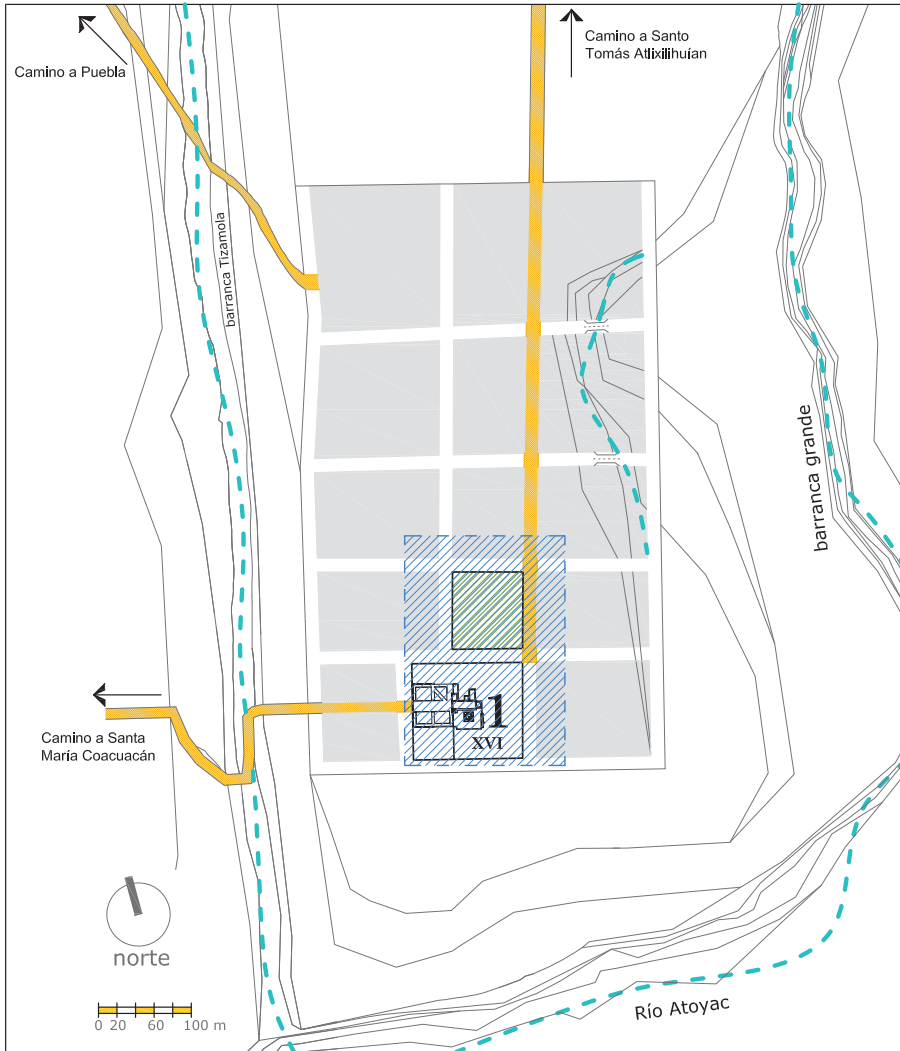 Camino a Santo
Tomás Atlixilihuían
Camino a Puebla
barranca Tizamola
barranca grande
1
XVI
Camino a Santa
María Coacuacán
norte
0 20 60 100 m
Río Atoyac